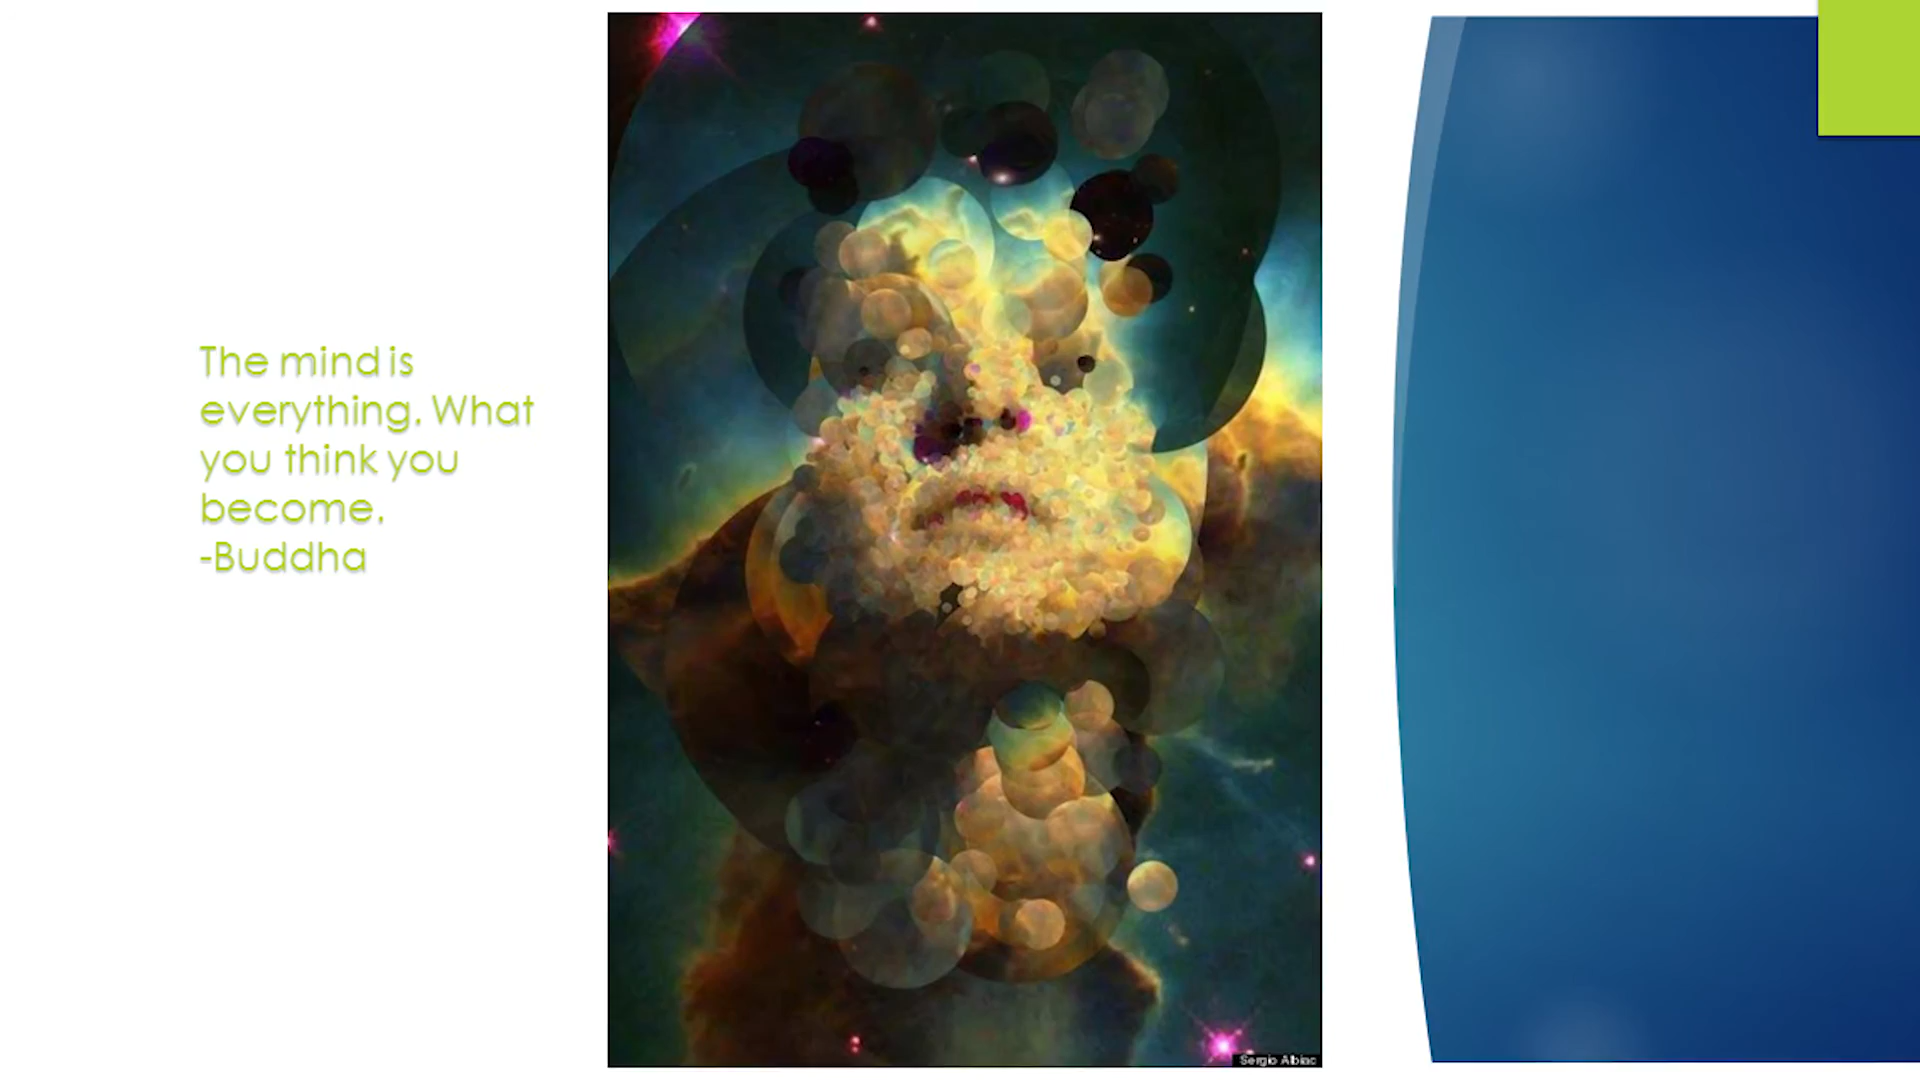 The mind is
everything. What
you think you
become.
-Buddha
Sergio Albiac